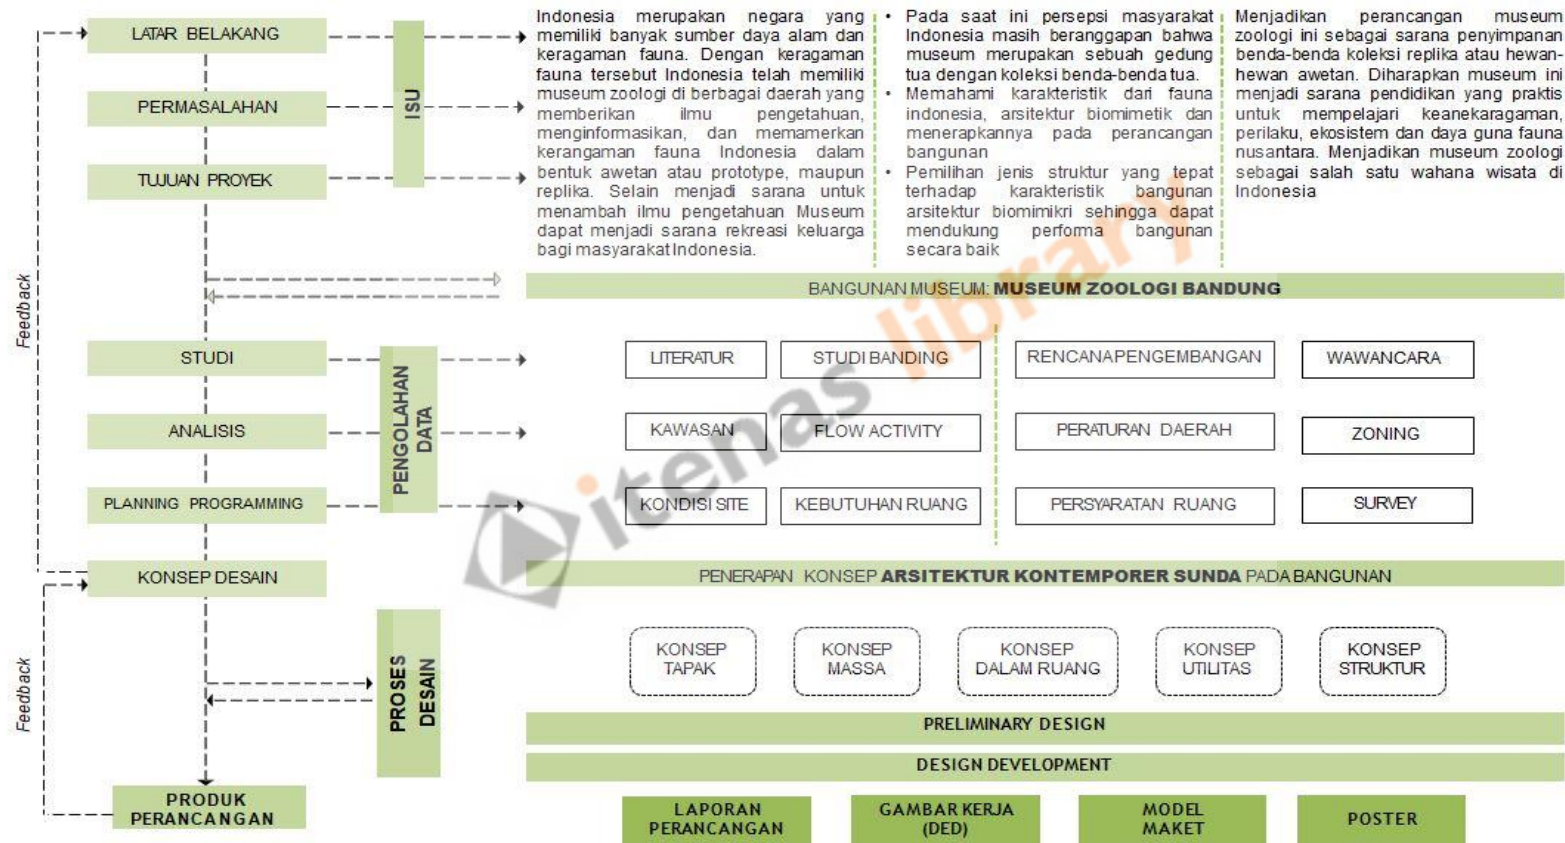 LATAR BELAKANG
PERMASALAHAN
TUJUAN PROYEK
ISU
Indonesia merupakan negara yang
memiliki banyak sumber daya alam dan
keragaman fauna. Dengan keragaman
fauna tersebut Indonesia telah memiliki
museum zoologi di berbagai daerah yang
memberikan ilmu pengetahuan,
menginformasikan, dan memamerkan
kerangaman fauna Indonesia dalam
bentuk awetan atau prototype, maupun
replika. Selain menjadi sarana untuk
menambah ilmu pengetahuan Museum
dapat menjadi sarana rekreasi keluarga
bagi masyarakat Indonesia.
• Pada saat ini persepsi masyarakat
Indonesia masih beranggapan bahwa
museum merupakan sebuah gedung
tua dengan koleksi benda-benda tua.
• Memahami karakteristik dari fauna
indonesia, arsitektur biomimetik dan
menerapkannya pada perancangan
bangunan
• Pemilihan jenis struktur yang tepat
terhadap karakteristik bangunan
arsitektur biomimikri sehingga dapat
mendukung performa bangunan
secara baik
Menjadikan perancangan museum
zoologi ini sebagai sarana penyimpanan
benda-benda koleksi replika atau hewan-
hewan awetan. Diharapkan museum ini
menjadi sarana pendidikan yang praktis
untuk mempelajari keanekaragaman,
perilaku, ekosistem dan daya guna fauna
nusantara. Menjadikan museum zoologi
sebagai salah satu wahana wisata di
Indonesia
Feedback
BANGUNAN MUSEUM: MUSEUM ZOOLOGI BANDUNG
STUDI
ANALISIS
PLANNING PROGRAMMING
PENGOLAHAN
DATA
LITERATUR
STUDI BANDING
RENCANA PENGEMBANGAN
WAWANCARA
KAWASAN
FLOW ACTIVITY
PERATURAN DAERAH
ZONING
KONDISI SITE
KEBUTUHAN RUANG
PERSYARATAN RUANG
SURVEY
itenas library
KONSEP DESAIN
PENERAPAN KONSEP ARSITEKTUR KONTEMPORER SUNDA PADA BANGUNAN
Feedback
PROSES
DESAIN
KONSEP
TAPAK
KONSEP
MASSA
KONSEP
DALAM RUANG
KONSEP
UTILITAS
KONSEP
STRUKTUR
PRELIMINARY DESIGN
DESIGN DEVELOPMENT
PRODUK
PERANCANGAN
LAPORAN
PERANCANGAN
GAMBAR KERJA
(DED)
MODEL
MAKET
POSTER